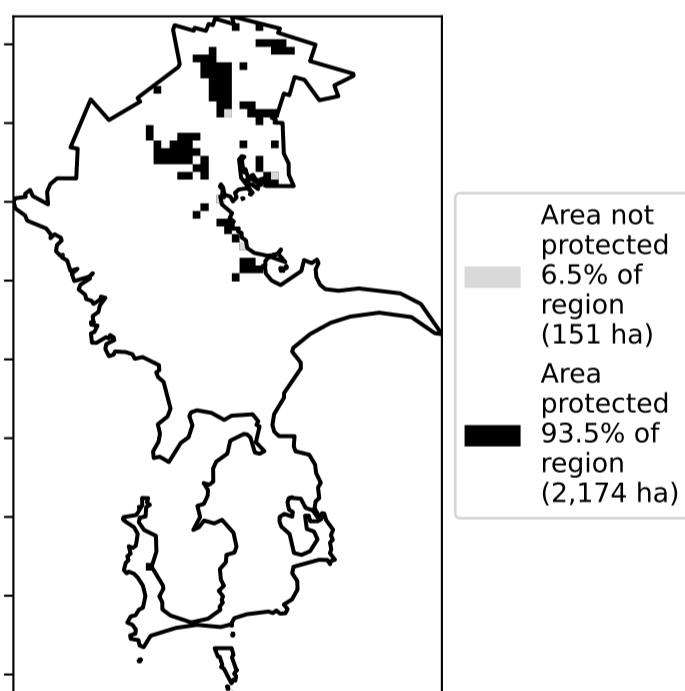 Area not
protected
6.5% of
region
(151 ha)
Area
protected
93.5% of
region
(2,174 ha)